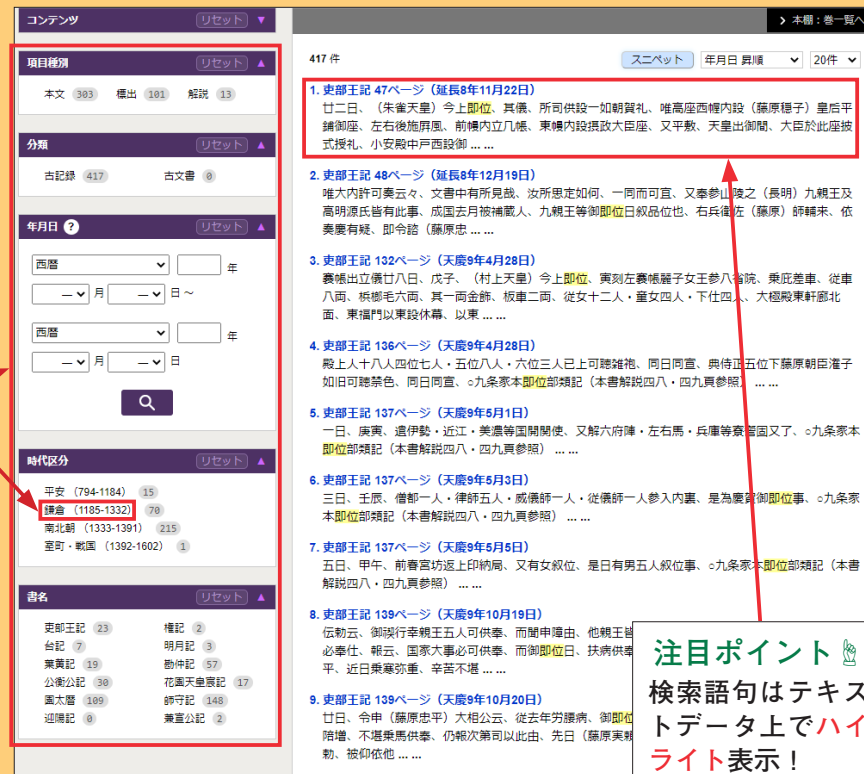 コンテンツ リセット ▼
項目種別 リセット ▲
本文 303 標出 101 解説 13
分類 リセット ▲
古記録 417 古文書 0
年月日 ? リセット ▲
西暦 年
― 月 ― 日 ~
西暦 年
― 月 ― 日
時代区分 リセット ▲
平安 (794-1184) 15
鎌倉 (1185-1332) 70
南北朝 (1333-1391) 215
室町・戦国 (1392-1602) 1
書名 リセット ▲
吏部王記 23 権記 2
台記 7 明月記 3
葉黄記 19 勘仲記 57
公衡公記 30 花園天皇宸記 17
園太暦 109 師守記 148
迎陽記 0 兼宣公記 2
> 本棚:巻一覧へ
417 件 スニペット 年月日 昇順 20件
1. 吏部王記 47ページ(延長8年11月22日)
廿二日、(朱雀天皇)今上即位、其儀、所司供設一如朝賀礼、唯高座西幔内設(藤原穏子)皇后平
鋪御座、左右後施屛風、前幔内立几帳、東幔内設摂政大臣座、又平敷、天皇出御間、大臣於此座披
式授礼、小安殿中戸西設御 ... ...
2. 吏部王記 48ページ(延長8年12月19日)
唯大内許可奏云々、文書中有所見哉、汝所思定如何、一同而可宜、又奉参山陵之(長明)九親王及
高明源氏皆有此事、成国去月被補蔵人、九親王等御即位日叙品位也、右兵衛佐(藤原)師輔来、依
奏慶有疑、即令諮(藤原忠 ... ...
3. 吏部王記 132ページ(天慶9年4月28日)
褰帳出立儀廿八日、戊子、(村上天皇)今上即位、寅刻左褰帳麗子女王参八省院、乗庇差車、従車
八両、梹榔毛六両、其一両金飾、板車二両、従女十二人・童女四人・下仕四人、大極殿東軒廊北
面、東福門以東設休幕、以東 ... ...
4. 吏部王記 136ページ(天慶9年4月28日)
殿上人十八人四位七人・五位八人・六位三人已上可聴雑袍、同日同宣、典侍正五位下藤原朝臣灌子
如旧可聴禁色、同日同宣、○九条家本即位部類記(本書解説四八・四九頁参照) ... ...
5. 吏部王記 137ページ(天慶9年5月1日)
一日、庚寅、遣伊勢・近江・美濃等国開関使、又解六府陣・左右馬・兵庫等寮警固又了、○九条家本
即位部類記(本書解説四八・四九頁参照) ... ...
6. 吏部王記 137ページ(天慶9年5月3日)
三日、壬辰、僧都一人・律師五人・威儀師一人・従儀師一人参入内裏、是為慶賀御即位事、○九条家
本即位部類記(本書解説四八・四九頁参照) ... ...
7. 吏部王記 137ページ(天慶9年5月5日)
五日、甲午、前春宮坊返上印納局、又有女叙位、是日有男五人叙位事、○九条家本即位部類記(本書
解説四八・四九頁参照) ... ...
8. 吏部王記 139ページ(天慶9年10月19日)
伝勅云、御禊行幸親王五人可供奉、而聞申障由、他親王皆
必奉仕、報云、国家大事必可供奉、而御即位日、扶病供奉
平、近日乗寒弥重、辛苦不堪 ... ...
9. 吏部王記 139ページ(天慶9年10月20日)
廿日、令申(藤原忠平)大相公云、従去年労腰病、御即位
陪増、不堪乗馬供奉、仍報次第司以此由、先日(藤原実頼
勅、被仰依他 ... ...
注目ポイント
検索語句はテキス
トデータ上でハイ
ライト表示!